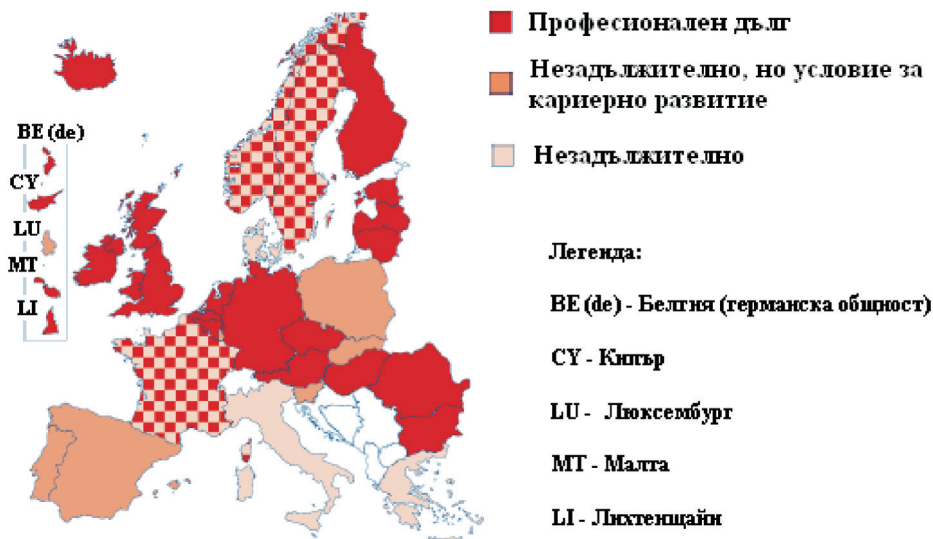 Професионален дълг
Незадължително, но условие за
кариерно развитие
Незадължително
BE (de)
CY
LU
MT
LI
Легенда:
BE (de) - Белгия (германска общност)
CY - Кипър
LU - Люксембург
MT - Малта
LI - Лихтенщайн